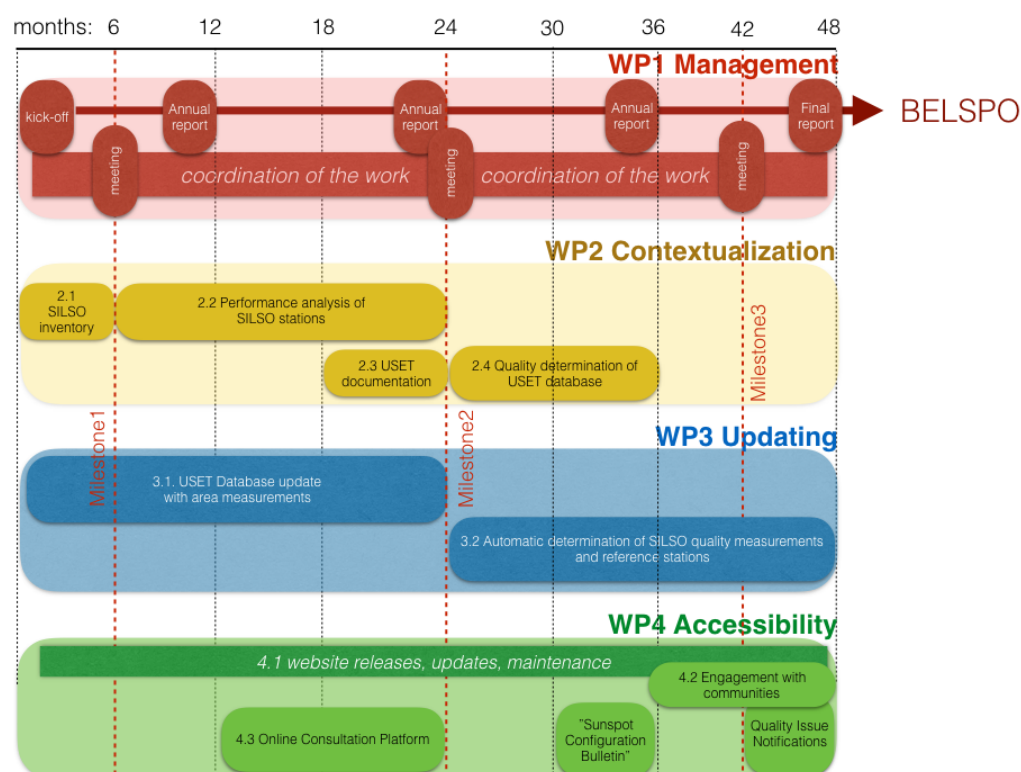 months: 6 12 18 24 30 36 42 48
WP1 Management
kick-off
Annual
report
Annual
report
Annual
report
Final
report
BELSPO
meeting
coordination of the work
meeting
coordination of the work
meeting
WP2 Contextualization
2.1
SILSO
inventory
2.2 Performance analysis of
SILSO stations
2.3 USET
documentation
2.4 Quality determination of
USET database
Milestone3
Milestone1
Milestone2
WP3 Updating
3.1. USET Database update
with area measurements
3.2 Automatic determination of SILSO quality measurements
and reference stations
WP4 Accessibility
4.1 website releases, updates, maintenance
4.2 Engagement with
communities
4.3 Online Consultation Platform
"Sunspot
Configuration
Bulletin"
Quality Issue
Notifications